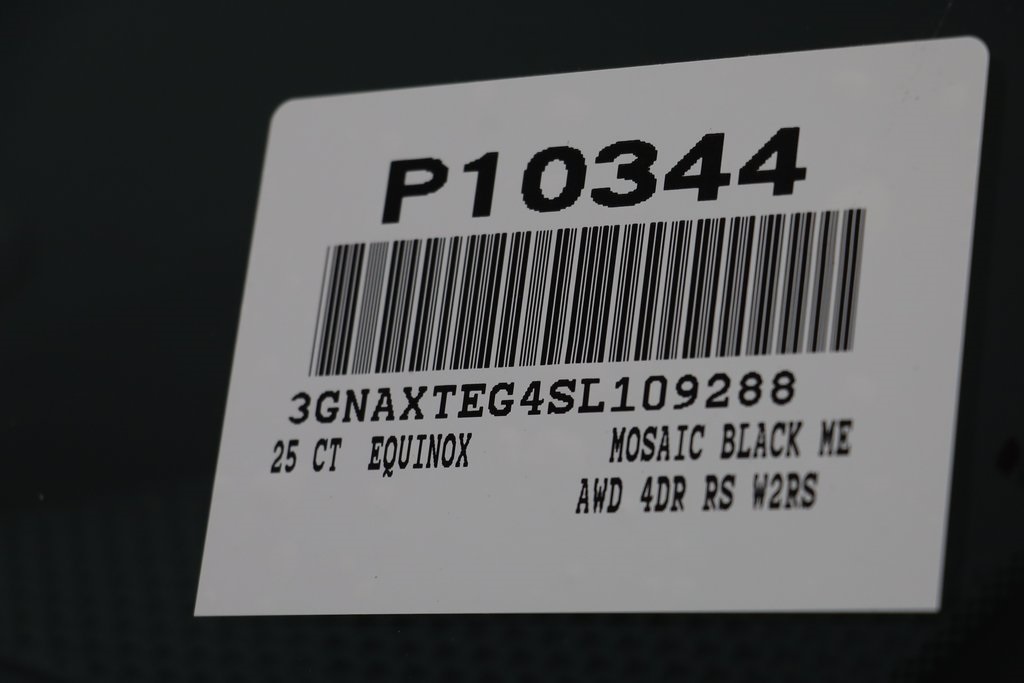 P10344
3GNAXTEG4SL109288
25 CT EQUINOX MOSAIC BLACK ME
AWD 4DR RS W2RS